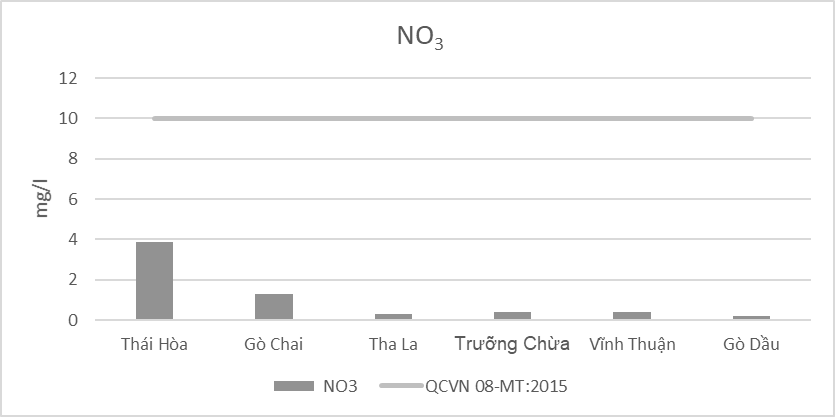 NO₃
12
10
8
6
4
2
0
mg/l
Thái Hòa Gò Chai Tha La Trưỡng Chừa Vĩnh Thuận Gò Dầu
NO3 QCVN 08-MT:2015